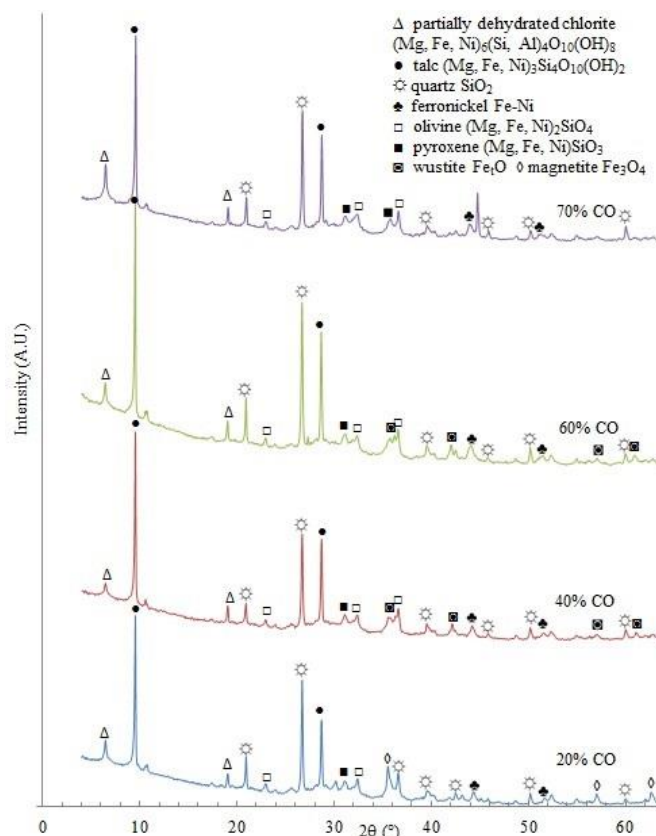 Δ partially dehydrated chlorite
(Mg, Fe, Ni)6(Si, Al)4O10(OH)8
● talc (Mg, Fe, Ni)3Si4O10(OH)2
☼ quartz SiO2
♣ ferronickel Fe-Ni
□ olivine (Mg, Fe, Ni)2SiO4
■ pyroxene (Mg, Fe, Ni)SiO3
◙ wustite FetO ◊ magnetite Fe3O4
70% CO
60% CO
40% CO
20% CO
Intensity (A.U.)
0 10 20 30 40 50 60
2θ (°)